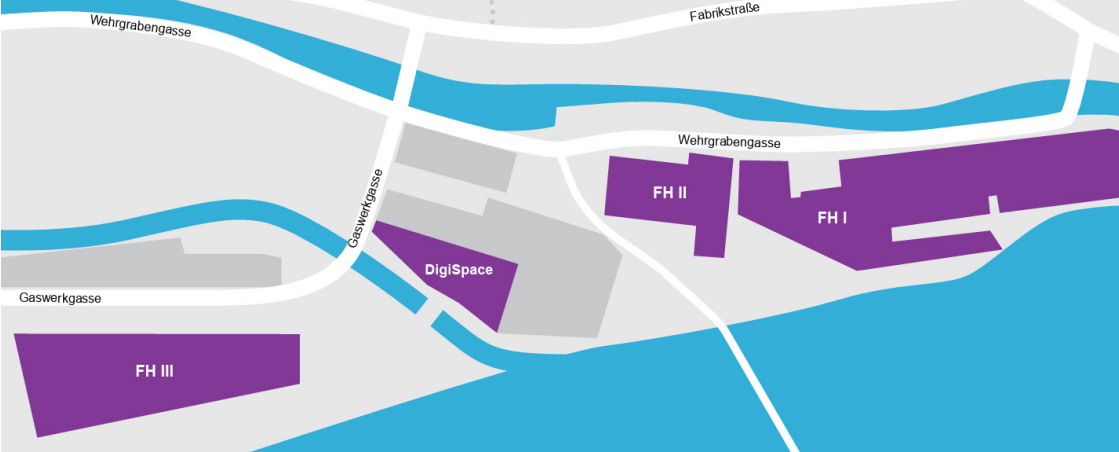 Fabrikstraße
Wehrgrabengasse
Wehrgrabengasse
FH II
FH I
Gaswerkgasse
DigiSpace
Gaswerkgasse
FH III